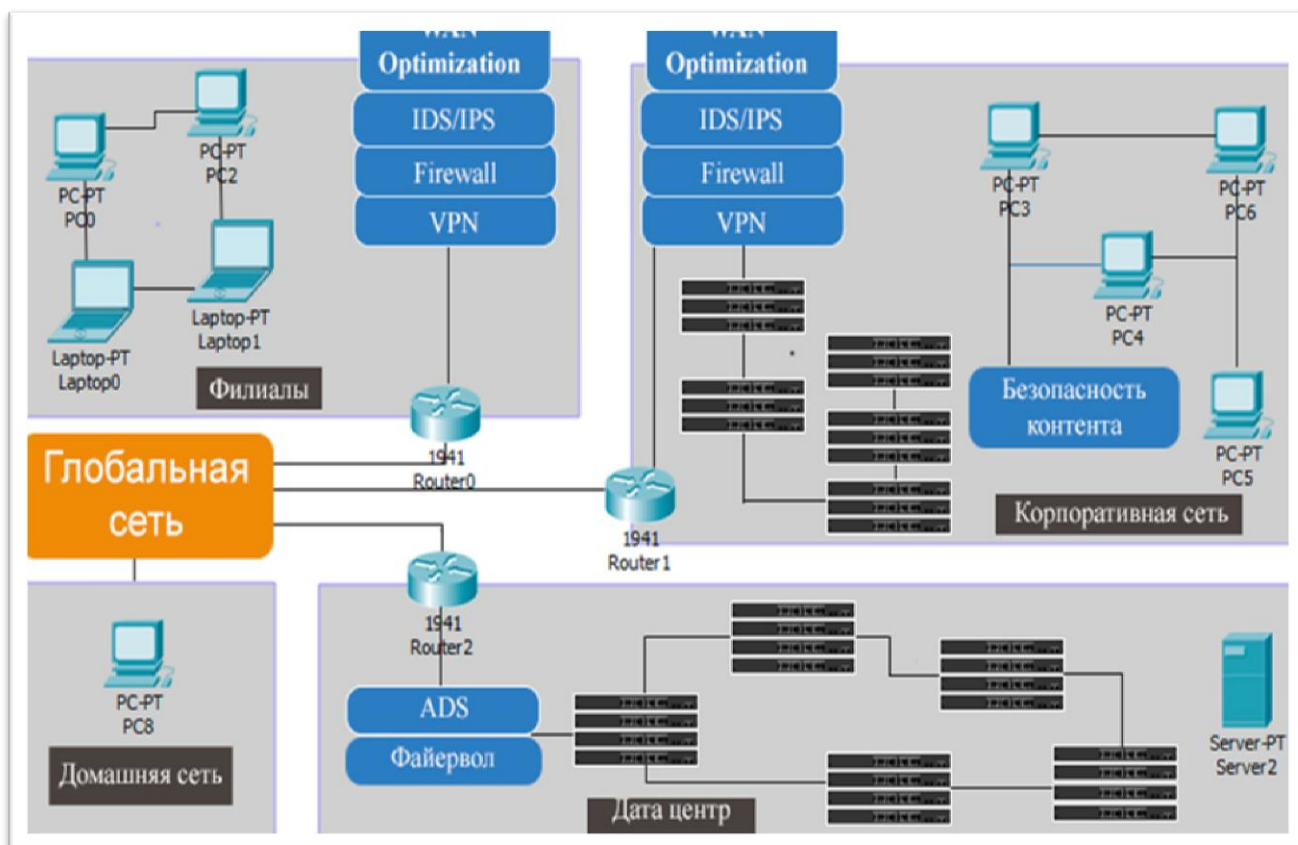 WAN
Optimization
IDS/IPS
Firewall
VPN
PC-PT
PC0
PC-PT
PC2
Laptop-PT
Laptop0
Laptop-PT
Laptop1
Филиалы
1941
Router0
WAN
Optimization
IDS/IPS
Firewall
VPN
PC-PT
PC3
PC-PT
PC6
PC-PT
PC4
Безопасность
контента
PC-PT
PC5
Корпоративная сеть
1941
Router1
Глобальная
сеть
1941
Router2
PC-PT
PC8
Домашняя сеть
ADS
Файервол
Server-PT
Server2
Дата центр